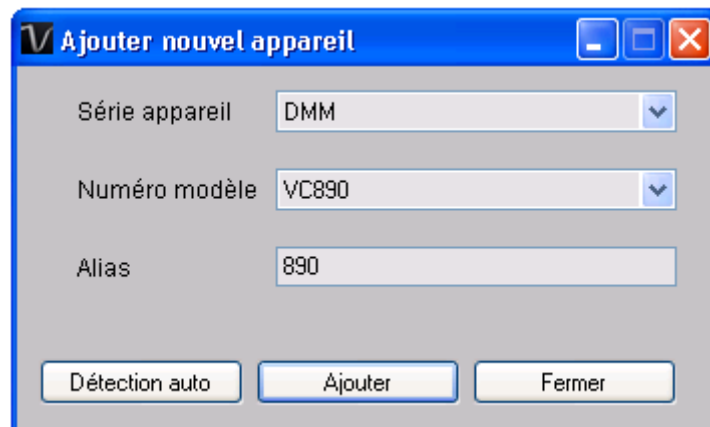 Ajouter nouvel appareil
Série appareil DMM
Numéro modèle VC890
Alias 890
Détection auto Ajouter Fermer